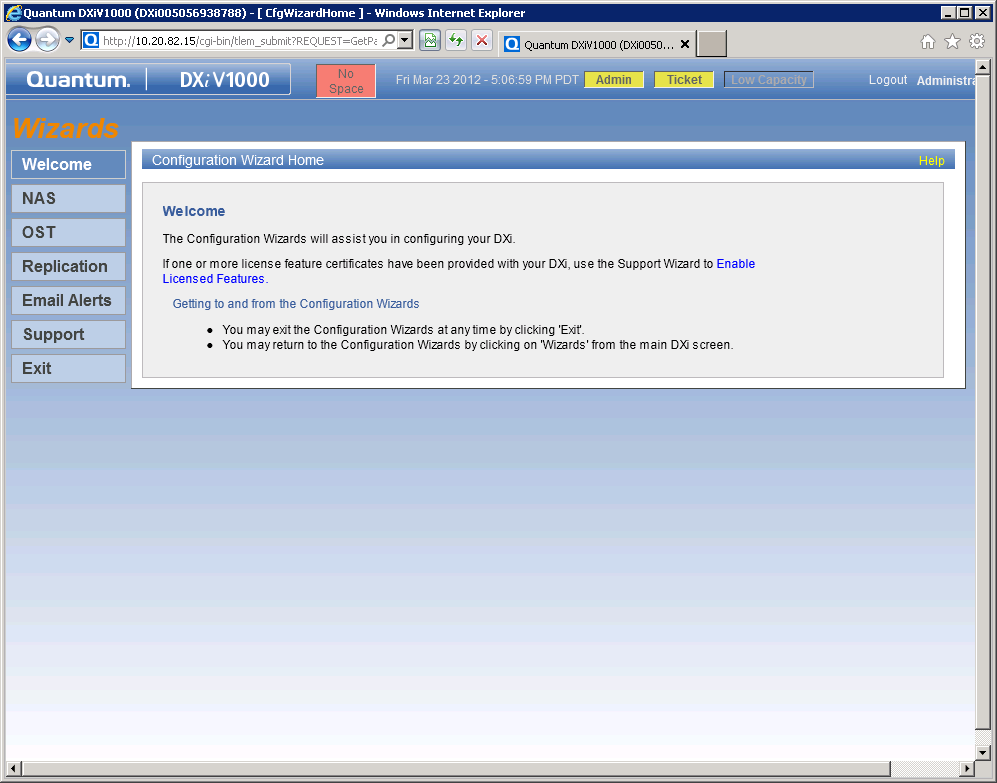 Quantum DXiV1000 (DXi005056938788) - [ CfgWizardHome ] - Windows Internet Explorer
http://10.20.82.15/cgi-bin/tlem_submit?REQUEST=GetPa
Quantum DXiV1000 (DXi0050...
Quantum. DXiV1000
No Space
Fri Mar 23 2012 - 5:06:59 PM PDT
Admin
Ticket
Low Capacity
Logout
Administra
Wizards
Welcome
NAS
OST
Replication
Email Alerts
Support
Exit
Configuration Wizard Home
Help
Welcome
The Configuration Wizards will assist you in configuring your DXi.
If one or more license feature certificates have been provided with your DXi, use the Support Wizard to Enable
Licensed Features.
Getting to and from the Configuration Wizards
• You may exit the Configuration Wizards at any time by clicking 'Exit'.
• You may return to the Configuration Wizards by clicking on 'Wizards' from the main DXi screen.